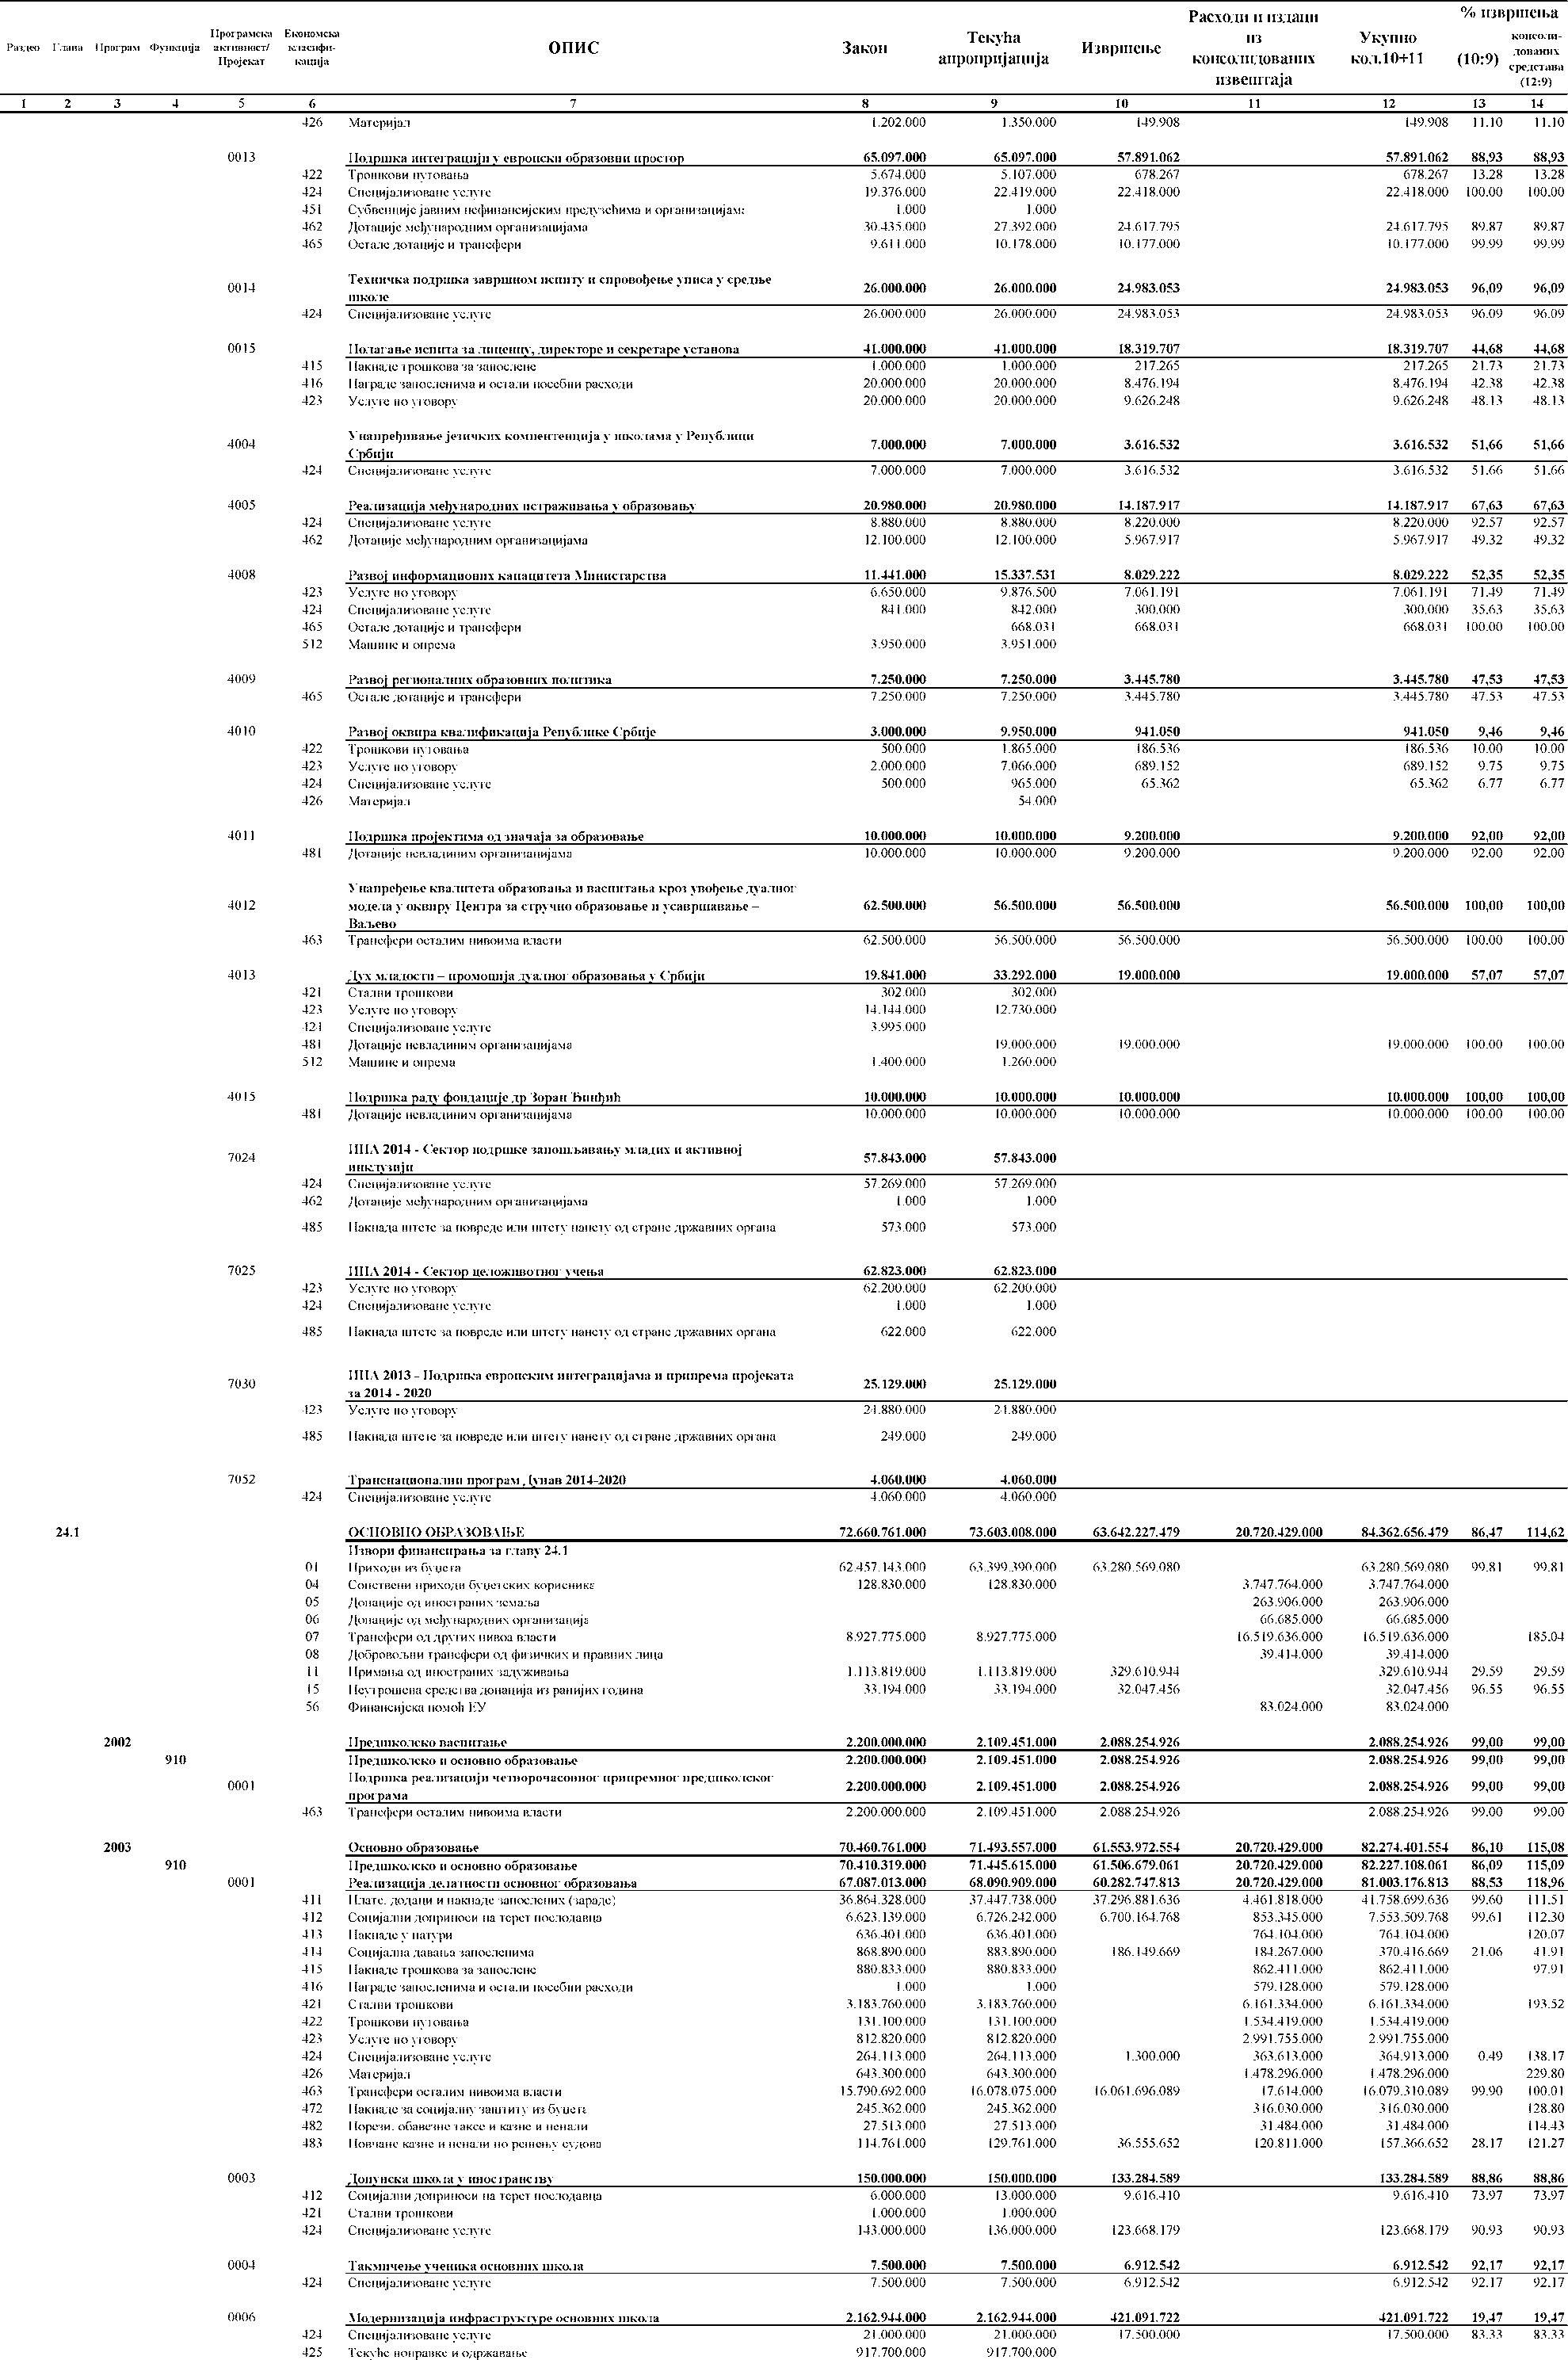 Раздео Глава Програм Функција Програмска активност/ Пројекат Економска класифи- кација ОПИС Закон Текућа апропријација Извршење Расходи и издаци из консолидованих извештаја Укупно кол.10+11 % извршења (10:9) консоли- дованих средстава (12:9)
1 2 3 4 5 6 7 8 9 10 11 12 13 14
426 Материјал 1.202.000 1.350.000 149.908 149.908 11.10 11.10
0013 Подршка интеграцији у европски образовни простор 65.097.000 65.097.000 57.891.062 57.891.062 88,93 88,93
422 Трошкови путовања 5.674.000 5.107.000 678.267 678.267 13.28 13.28
424 Специјализоване услуге 19.376.000 22.419.000 22.418.000 22.418.000 100.00 100.00
451 Субвенције јавним нефинансијским предузећима и организацијама 1.000 1.000
462 Дотације међународним организацијама 30.435.000 27.392.000 24.617.795 24.617.795 89.87 89.87
465 Остале дотације и трансфери 9.611.000 10.178.000 10.177.000 10.177.000 99.99 99.99
0014 Техничка подршка завршном испиту и спровођење уписа у средње
школе 26.000.000 26.000.000 24.983.053 24.983.053 96,09 96,09
424 Специјализоване услуге 26.000.000 26.000.000 24.983.053 24.983.053 96.09 96.09
0015 Полагање испита за лиценцу, директоре и секретаре установа 41.000.000 41.000.000 18.319.707 18.319.707 44,68 44,68
415 Накнаде трошкова за запослене 1.000.000 1.000.000 217.265 217.265 21.73 21.73
416 Награде запосленима и остали посебни расходи 20.000.000 20.000.000 8.476.194 8.476.194 42.38 42.38
423 Услуге по уговору 20.000.000 20.000.000 9.626.248 9.626.248 48.13 48.13
4004 Унапређивање језичких компентенција у школама у Републици
Србији 7.000.000 7.000.000 3.616.532 3.616.532 51,66 51,66
424 Специјализоване услуге 7.000.000 7.000.000 3.616.532 3.616.532 51.66 51.66
4005 Реализација међународних истраживања у образовању 20.980.000 20.980.000 14.187.917 14.187.917 67,63 67,63
424 Специјализоване услуге 8.880.000 8.880.000 8.220.000 8.220.000 92.57 92.57
462 Дотације међународним организацијама 12.100.000 12.100.000 5.967.917 5.967.917 49.32 49.32
4008 Развој информационих капацитета Министарства 11.441.000 15.337.531 8.029.222 8.029.222 52,35 52,35
423 Услуге по уговору 6.650.000 9.876.500 7.061.191 7.061.191 71.49 71.49
424 Специјализоване услуге 841.000 842.000 300.000 300.000 35.63 35.63
465 Остале дотације и трансфери 668.031 668.031 668.031 100.00 100.00
512 Машине и опрема 3.950.000 3.951.000
4009 Развој регионалних образовних политика 7.250.000 7.250.000 3.445.780 3.445.780 47,53 47,53
465 Остале дотације и трансфери 7.250.000 7.250.000 3.445.780 3.445.780 47.53 47.53
4010 Развој оквира квалификација Републике Србије 3.000.000 9.950.000 941.050 941.050 9,46 9,46
422 Трошкови путовања 500.000 1.865.000 186.536 186.536 10.00 10.00
423 Услуге по уговору 2.000.000 7.066.000 689.152 689.152 9.75 9.75
424 Специјализоване услуге 500.000 965.000 65.362 65.362 6.77 6.77
426 Материјал 54.000
4011 Подршка пројектима од значаја за образовање 10.000.000 10.000.000 9.200.000 9.200.000 92,00 92,00
481 Дотације невладиним организацијама 10.000.000 10.000.000 9.200.000 9.200.000 92.00 92.00
Унапређење квалитета образовања и васпитања кроз увођење дуалног
4012 модела у оквиру Центра за стручно образовање и усавршавање – 62.500.000 56.500.000 56.500.000 56.500.000 100,00 100,00
Ваљево
463 Трансфери осталим нивоима власти 62.500.000 56.500.000 56.500.000 56.500.000 100.00 100.00
4013 Дух младости – промоција дуалног образовања у Србији 19.841.000 33.292.000 19.000.000 19.000.000 57,07 57,07
421 Стални трошкови 302.000 302.000
423 Услуге по уговору 14.144.000 12.730.000
424 Специјализоване услуге 3.995.000
481 Дотације невладиним организацијама 19.000.000 19.000.000 19.000.000 100.00 100.00
512 Машине и опрема 1.400.000 1.260.000
4015 Подршка раду фондације др Зоран Ђинђић 10.000.000 10.000.000 10.000.000 10.000.000 100,00 100,00
481 Дотације невладиним организацијама 10.000.000 10.000.000 10.000.000 10.000.000 100.00 100.00
7024 ИПА 2014 - Сектор подршке запошљавању младих и активној
инклузији 57.843.000 57.843.000
424 Специјализоване услуге 57.269.000 57.269.000
462 Дотације међународним организацијама 1.000 1.000
485 Накнада штете за повреде или штету нанету од стране државних органа 573.000 573.000
7025 ИПА 2014 - Сектор целоживотног учења 62.823.000 62.823.000
423 Услуге по уговору 62.200.000 62.200.000
424 Специјализоване услуге 1.000 1.000
485 Накнада штете за повреде или штету нанету од стране државних органа 622.000 622.000
7030 ИПА 2013 - Подршка европским интеграцијама и припрема пројеката
за 2014 - 2020 25.129.000 25.129.000
423 Услуге по уговору 24.880.000 24.880.000
485 Накнада штете за повреде или штету нанету од стране државних органа 249.000 249.000
7052 Транснационални програм Дунав 2014-2020 4.060.000 4.060.000
424 Специјализоване услуге 4.060.000 4.060.000
24.1 ОСНОВНО ОБРАЗОВАЊЕ 72.660.761.000 73.603.008.000 63.642.227.479 20.720.429.000 84.362.656.479 86,47 114,62
Извори финансирања за главу 24.1
01 Приходи из буџета 62.457.143.000 63.399.390.000 63.280.569.080 63.280.569.080 99.81 99.81
04 Сопствени приходи буџетских корисника 128.830.000 128.830.000 3.747.764.000 3.747.764.000
05 Донације од иностраних земаља 263.906.000 263.906.000
06 Донације од међународних организација 66.685.000 66.685.000
07 Трансфери од других нивоа власти 8.927.775.000 8.927.775.000 16.519.636.000 16.519.636.000 185.04
08 Добровољни трансфери од физичких и правних лица 39.414.000 39.414.000
11 Примања од иностраних задуживања 1.113.819.000 1.113.819.000 329.610.944 329.610.944 29.59 29.59
15 Неутрошена средства донација из ранијих година 33.194.000 33.194.000 32.047.456 32.047.456 96.55 96.55
56 Финансијска помоћ ЕУ 83.024.000 83.024.000
2002 Предшколско васпитање 2.200.000.000 2.109.451.000 2.088.254.926 2.088.254.926 99,00 99,00
910 Предшколско и основно образовање 2.200.000.000 2.109.451.000 2.088.254.926 2.088.254.926 99,00 99,00
0001 Подршка реализацији четворочасовног припремног предшколског
програма 2.200.000.000 2.109.451.000 2.088.254.926 2.088.254.926 99,00 99,00
463 Трансфери осталим нивоима власти 2.200.000.000 2.109.451.000 2.088.254.926 2.088.254.926 99.00 99.00
2003 Основно образовање 70.460.761.000 71.493.557.000 61.553.972.554 20.720.429.000 82.274.401.554 86,10 115,08
910 Предшколско и основно образовање 70.410.319.000 71.445.615.000 61.506.679.061 20.720.429.000 82.227.108.061 86,09 115,09
0001 Реализација делатности основног образовања 67.087.013.000 68.090.909.000 60.282.747.813 20.720.429.000 81.003.176.813 88,53 118,96
411 Плате, додаци и накнаде запослених (зараде) 36.864.328.000 37.447.738.000 37.296.881.636 4.461.818.000 41.758.699.636 99.60 111.51
412 Социјални доприноси на терет послодавца 6.623.139.000 6.726.242.000 6.700.164.768 853.345.000 7.553.509.768 99.61 112.30
413 Накнаде у натури 636.401.000 636.401.000 764.104.000 764.104.000 120.07
414 Социјална давања запосленима 868.890.000 883.890.000 186.149.669 184.267.000 370.416.669 21.06 41.91
415 Накнаде трошкова за запослене 880.833.000 880.833.000 862.411.000 862.411.000 97.91
416 Награде запосленима и остали посебни расходи 1.000 1.000 579.128.000 579.128.000
421 Стални трошкови 3.183.760.000 3.183.760.000 6.161.334.000 6.161.334.000 193.52
422 Трошкови путовања 131.100.000 131.100.000 1.534.419.000 1.534.419.000
423 Услуге по уговору 812.820.000 812.820.000 2.991.755.000 2.991.755.000
424 Специјализоване услуге 264.113.000 264.113.000 1.300.000 363.613.000 364.913.000 0.49 138.17
426 Материјал 643.300.000 643.300.000 1.478.296.000 1.478.296.000 229.80
463 Трансфери осталим нивоима власти 15.790.692.000 16.078.075.000 16.061.696.089 17.614.000 16.079.310.089 99.90 100.01
472 Накнаде за социјалну заштиту из буџета 245.362.000 245.362.000 316.030.000 316.030.000 128.80
482 Порези, обавезне таксе и казне и пенали 27.513.000 27.513.000 31.484.000 31.484.000 114.43
483 Новчане казне и пенали по решењу судова 114.761.000 129.761.000 36.555.652 120.811.000 157.366.652 28.17 121.27
0003 Допунска школа у иностранству 150.000.000 150.000.000 133.284.589 133.284.589 88,86 88,86
412 Социјални доприноси на терет послодавца 6.000.000 13.000.000 9.616.410 9.616.410 73.97 73.97
421 Стални трошкови 1.000.000 1.000.000
424 Специјализоване услуге 143.000.000 136.000.000 123.668.179 123.668.179 90.93 90.93
0004 Такмичење ученика основних школа 7.500.000 7.500.000 6.912.542 6.912.542 92,17 92,17
424 Специјализоване услуге 7.500.000 7.500.000 6.912.542 6.912.542 92.17 92.17
0006 Модернизација инфраструктуре основних школа 2.162.944.000 2.162.944.000 421.091.722 421.091.722 19,47 19,47
424 Специјализоване услуге 21.000.000 21.000.000 17.500.000 17.500.000 83.33 83.33
425 Текуће поправке и одржавање 917.700.000 917.700.000